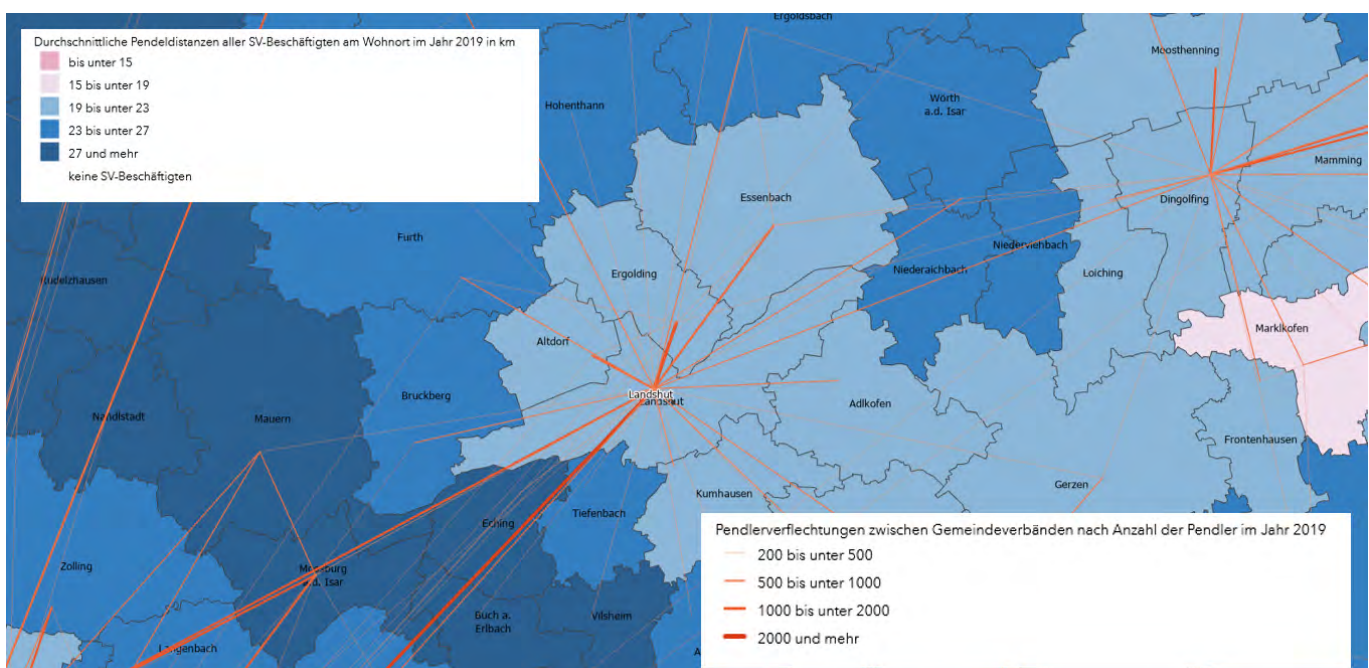 Durchschnittliche Pendeldistanzen aller SV-Beschäftigten am Wohnort im Jahr 2019 in km
bis unter 15
15 bis unter 19
19 bis unter 23
23 bis unter 27
27 und mehr
keine SV-Beschäftigten
Ergoldsbach
Moosthenning
Hohenthann
Wörth
a.d. Isar
Mamming
Essenbach
Dingolfing
Furth
Niederviehbach
Ergolding
Niederaichbach
Loiching
Rudelzhausen
Marklkofen
Altdorf
Landshut
Landshut
Bruckberg
Adlkofen
Nandlstadt
Mauern
Frontenhausen
Gerzen
Kumhausen
Tiefenbach
Eching
Zolling
Moosburg
a.d. Isar
Buch a.
Erlbach
Vilsheim
Langenbach
Pendlerverflechtungen zwischen Gemeindeverbänden nach Anzahl der Pendler im Jahr 2019
200 bis unter 500
500 bis unter 1000
1000 bis unter 2000
2000 und mehr